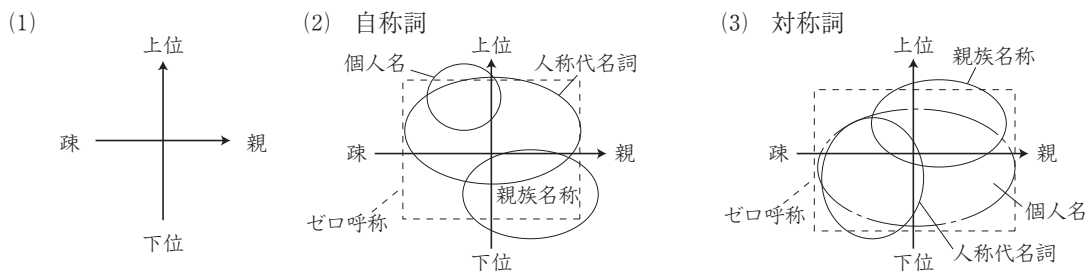 (1)
上位
疎
親
下位
(2) 自称詞
上位
個人名
人称代名詞
疎
親
親族名称
ゼロ呼称
下位
(3) 対称詞
上位
親族名称
疎
親
ゼロ呼称
個人名
人称代名詞
下位